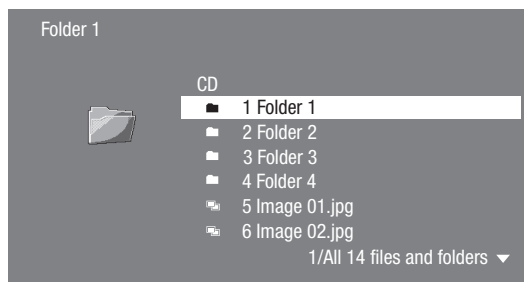 Folder 1
CD
1 Folder 1
2 Folder 2
3 Folder 3
4 Folder 4
5 Image 01.jpg
6 Image 02.jpg
1/All 14 files and folders ▼